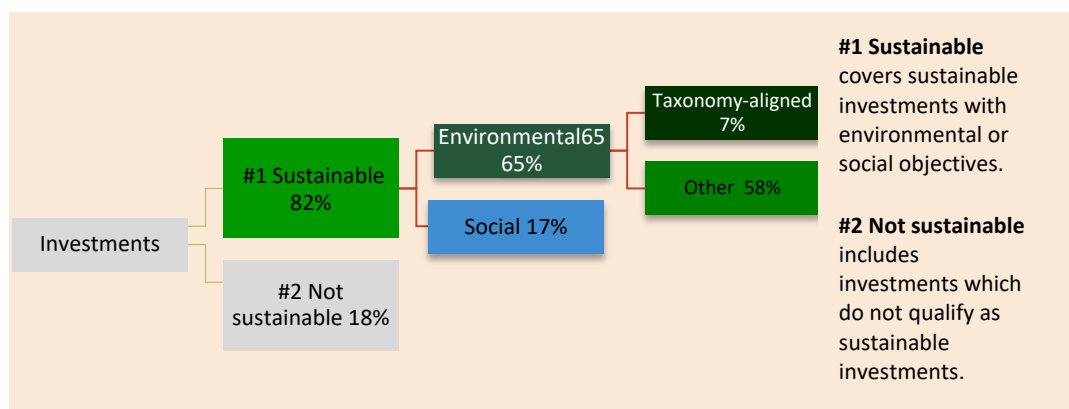 Investments
#1 Sustainable
82%
#2 Not
sustainable 18%
Environmental65
65%
Social 17%
Taxonomy-aligned
7%
Other 58%
#1 Sustainable
covers sustainable
investments with
environmental or
social objectives.
#2 Not sustainable
includes
investments which
do not qualify as
sustainable
investments.